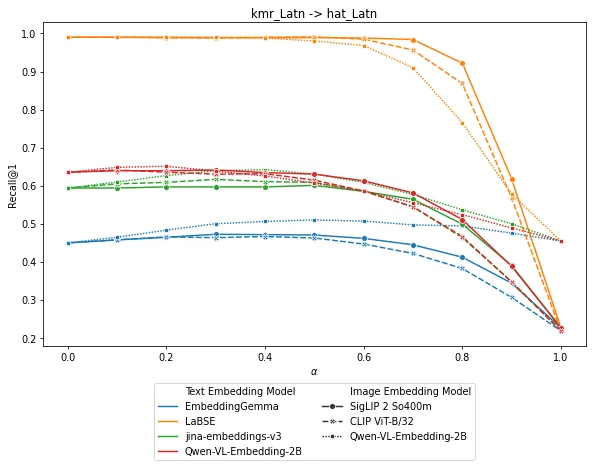 kmr_Latn -> hat_Latn
Recall@1
1.0
0.9
0.8
0.7
0.6
0.5
0.4
0.3
0.2
0.0 0.2 0.4 0.6 0.8 1.0
α
Text Embedding Model Image Embedding Model
EmbeddingGemma SigLIP 2 So400m
LaBSE CLIP ViT-B/32
jina-embeddings-v3 Qwen-VL-Embedding-2B
Qwen-VL-Embedding-2B